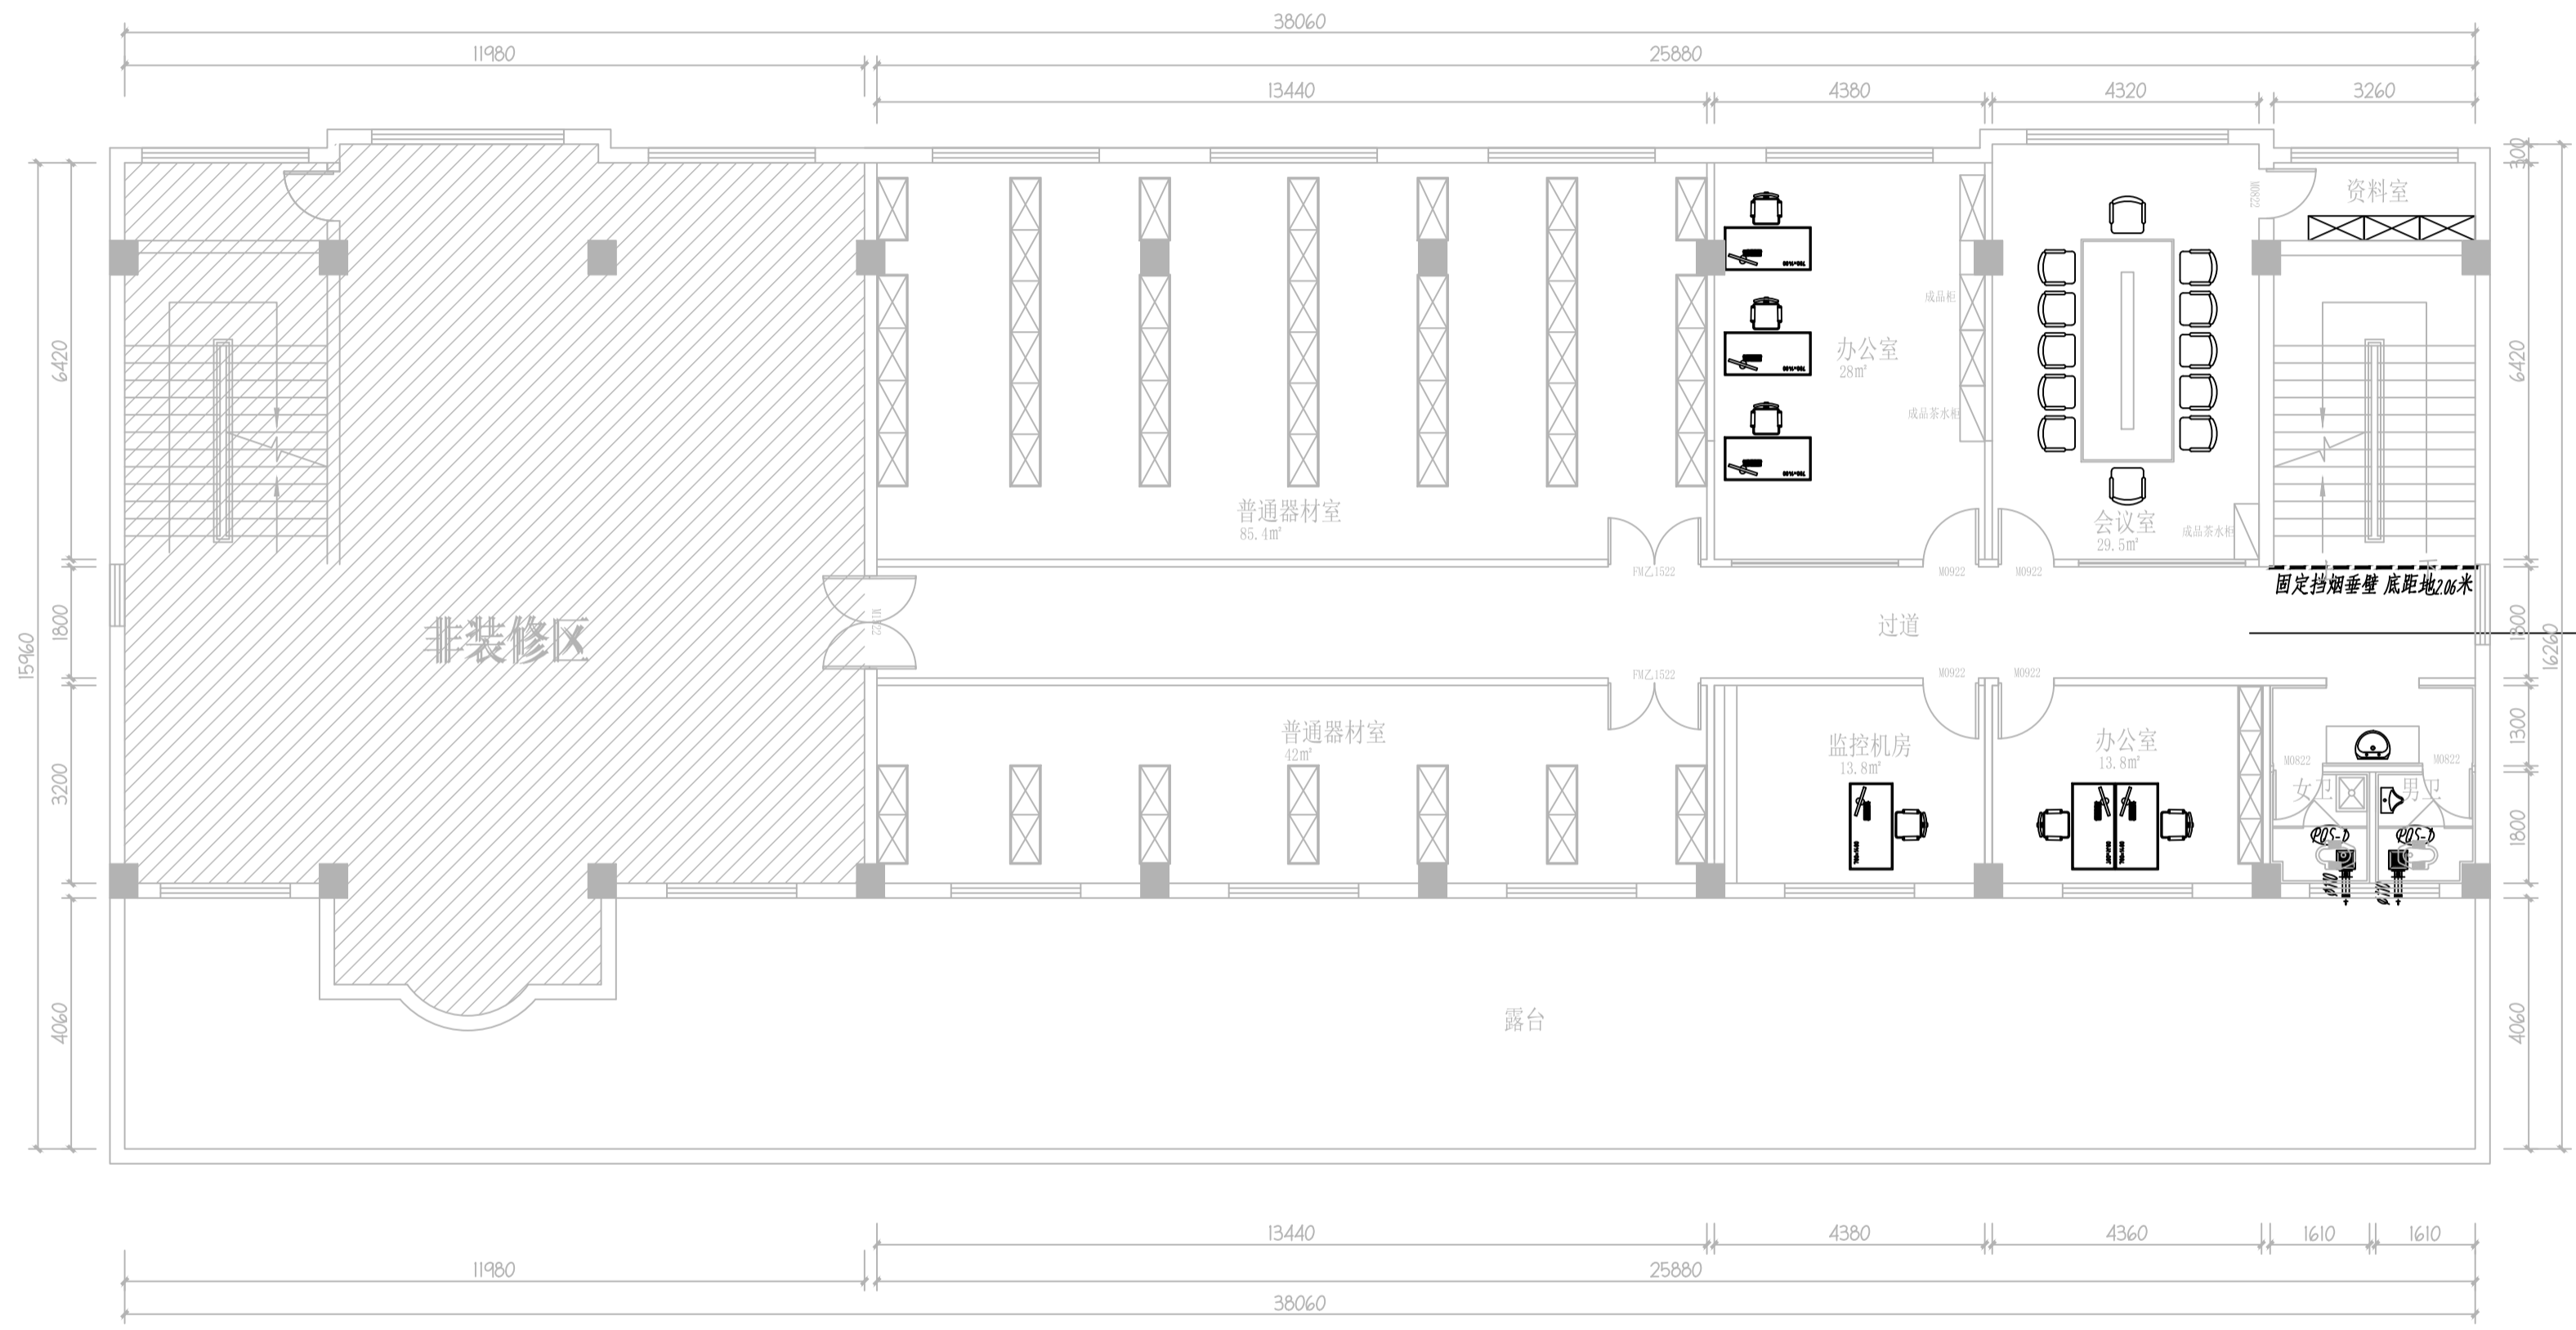 38060
11980
25880
13440
4380
4320
3260
300
资料室
M0822
成品柜
办公室
28㎡
成品茶水柜
6420
6420
普通器材室
85.4㎡
会议室
29.5㎡
成品茶水柜
FM乙1522
M0922
M0922
固定挡烟垂壁 底距地2.06米
非装修区
过道
1800
1800
15960
16260
FM乙1522
M0922
M0922
普通器材室
42㎡
监控机房
13.8㎡
办公室
13.8㎡
1300
3200
M0822
M0822
女卫
男卫
1800
PQS-D
PQS-D
露台
4060
4060
13440
4380
4360
1610
1610
11980
25880
38060